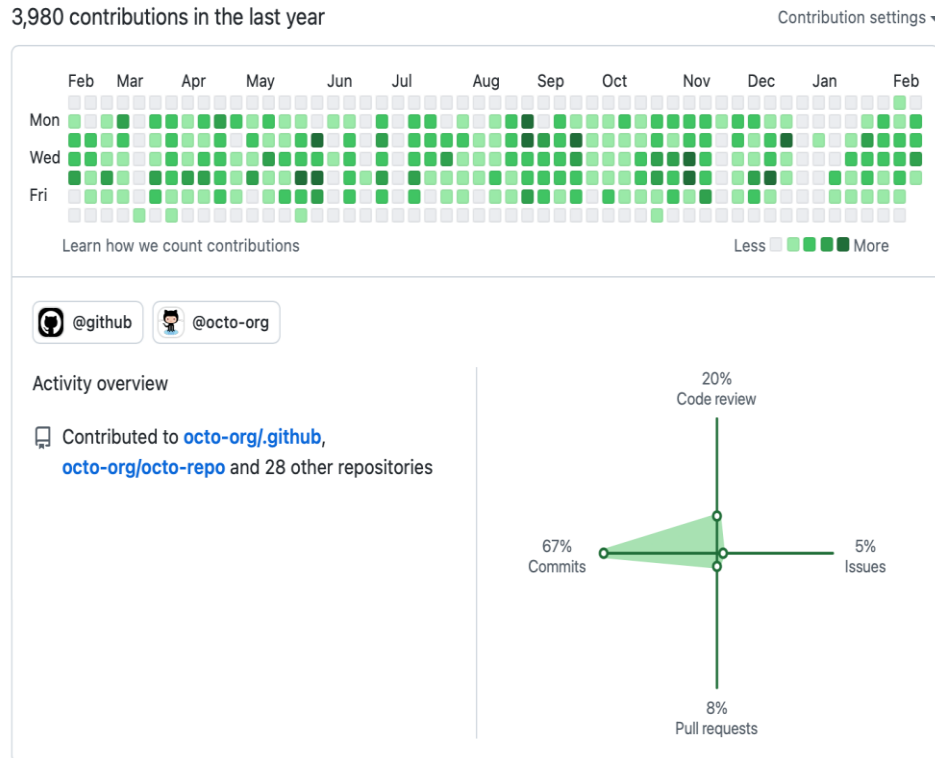 3,980 contributions in the last year
Contribution settings
Feb Mar Apr May Jun Jul Aug Sep Oct Nov Dec Jan Feb
Mon
Wed
Fri
Learn how we count contributions
Less More
@github @octo-org
Activity overview
Contributed to octo-org/.github,
octo-org/octo-repo and 28 other repositories
20%
Code review
67%
Commits
5%
Issues
8%
Pull requests